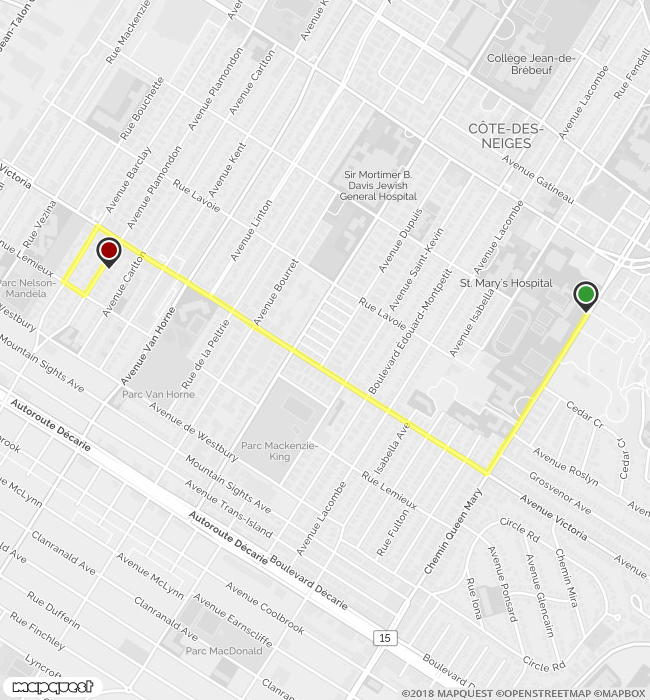 Jean-Talon O
Rue Mackenzie
Avenue Plamondon
Avenue Carlton
Avenue K
Collège Jean-de-
Brébeuf
Avenue Lacombe
Rue Fendall
Rue Bouchette
CÔTE-DES-
NEIGES
Avenue Gatineau
Victoria
Avenue Barclay
Avenue Plamondon
Rue Lavoie
Avenue Kent
Sir Mortimer B.
Davis Jewish
General Hospital
Rue Vezina
Avenue Linton
Avenue Dupuis
Avenue Saint-Kevin
Avenue Lacombe
nue Lemieux
Parc Nelson-
Mandela
Avenue Carlton
Avenue Bourret
Rue Lavoie
Boulevard Edouard-Montpetit
St. Mary's Hospital
Avenue Isabella
Westbury
Avenue Van Horne
Rue de la Peltrie
Mountain Sights Ave
Parc Van Horne
Avenue de Westbury
Parc Mackenzie-
King
Isabella Ave
Cedar Cr
Cedar Cr
Autoroute Décarie
Mountain Sights Ave
Avenue Trans-Island
Rue Lemieux
Avenue Roslyn
Grosvenor Ave
Avenue Victoria
brook
ue McLynn
Autoroute Décarie
Avenue Lacombe
Rue Fulton
Chemin Queen Mary
Circle Rd
Avenue
ald Ave
Clanranald Ave
Avenue McLynn
Boulevard Décarie
Rue Iona
Avenue Ponsard
Avenue Glencairn
Chemin Mira
Rue Dufferin
Clanranald Ave
Avenue Coolbrook
Avenue Earnscliffe
Rue Finchley
Parc MacDonald
15
Lyncroft
Boulevard D
Circle Rd
mapquest
©2018 MAPQUEST ©OPENSTREETMAP ©MAPBOX